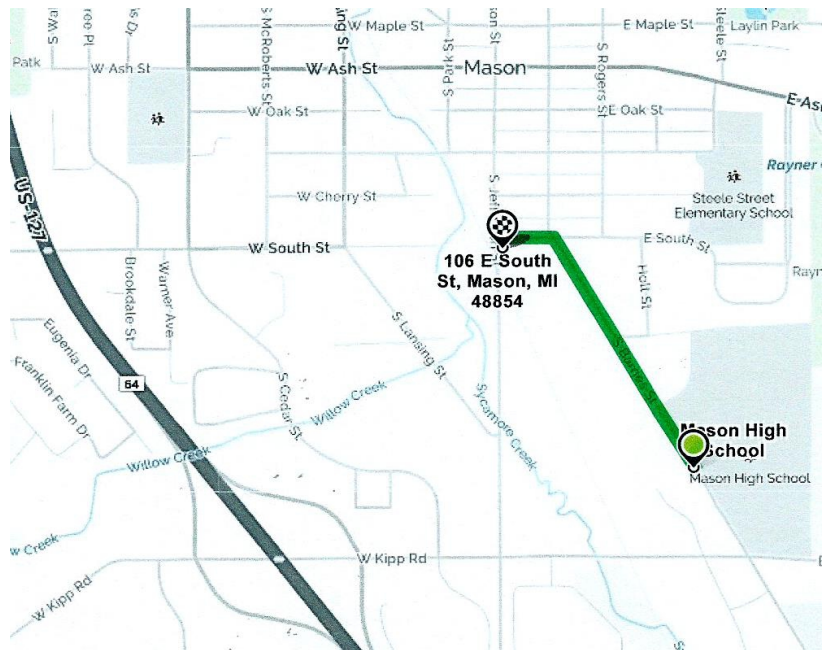 S McRoberts St
W Maple St
S Park St
E Maple St
Laylin Park
W Ash St
W Ash St
Mason
S Rogers St
W Oak St
E Oak St
Rayner
W Cherry St
Steele Street
Elementary School
US-127
W South St
E South St
106 E South
St, Mason, MI
48854
Holt St
Brookdale St
Warner Ave
Eugenia Dr
Franklin Farm Dr
64
S Lansing St
S Barnes St
S Cedar St
Willow Creek
Sycamore Creek
Mason High
School
Mason High School
Willow Creek
W Kipp Rd
W Kipp Rd